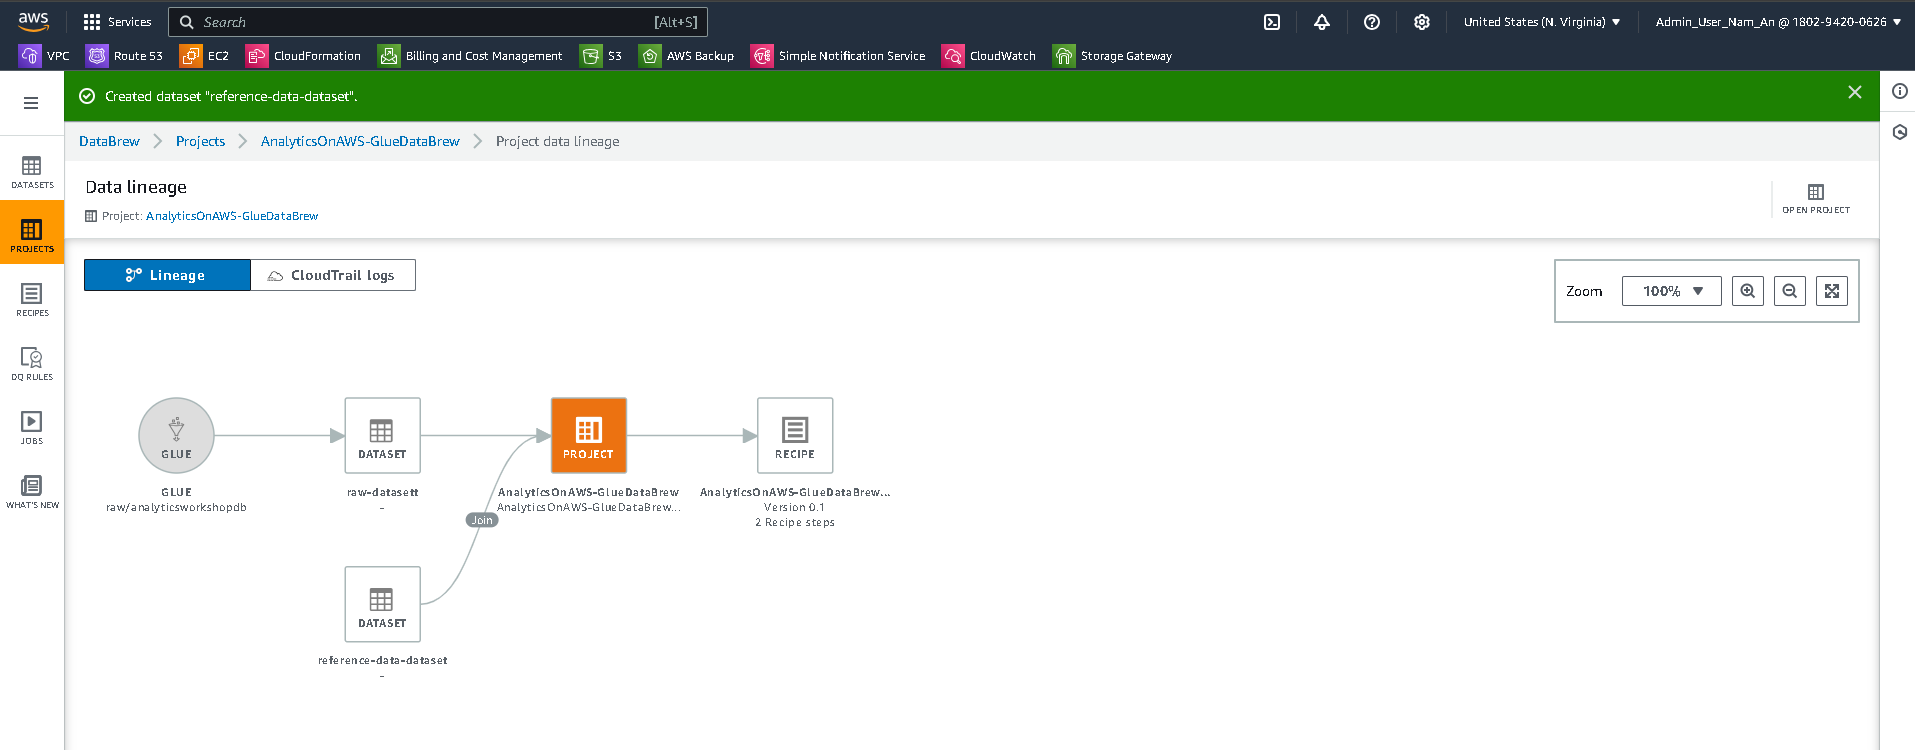 aws
Services
Search
[Alt+S]
United States (N. Virginia)
Admin_User_Nam_An @ 1802-9420-0626
VPC
Route 53
EC2
CloudFormation
Billing and Cost Management
S3
AWS Backup
Simple Notification Service
CloudWatch
Storage Gateway
Created dataset "reference-data-dataset".
DataBrew
Projects
AnalyticsOnAWS-GlueDataBrew
Project data lineage
DATASETS
PROJECTS
RECIPES
DQ RULES
JOBS
WHAT'S NEW
Data lineage
Project: AnalyticsOnAWS-GlueDataBrew
OPEN PROJECT
Lineage
CloudTrail logs
Zoom
100%
GLUE
DATASET
PROJECT
RECIPE
GLUE
raw/analyticsworkshopdb
raw-datasett
-
AnalyticsOnAWS-GlueDataBrew
AnalyticsOnAWS-GlueDataBrew...
AnalyticsOnAWS-GlueDataBrew...
Version 0.1
2 Recipe steps
Join
DATASET
reference-data-dataset
-